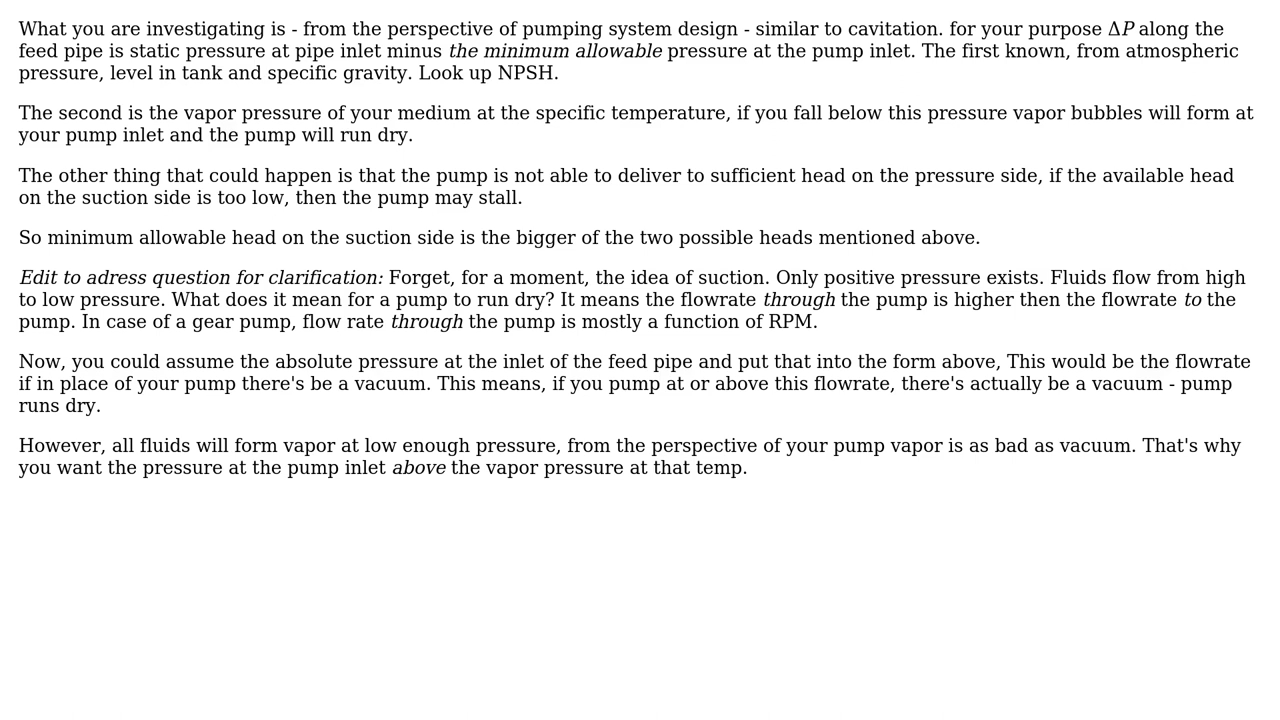 What you are investigating is - from the perspective of pumping system design - similar to cavitation. for your purpose ΔP along the
feed pipe is static pressure at pipe inlet minus the minimum allowable pressure at the pump inlet. The first known, from atmospheric
pressure, level in tank and specific gravity. Look up NPSH.
The second is the vapor pressure of your medium at the specific temperature, if you fall below this pressure vapor bubbles will form at
your pump inlet and the pump will run dry.
The other thing that could happen is that the pump is not able to deliver to sufficient head on the pressure side, if the available head
on the suction side is too low, then the pump may stall.
So minimum allowable head on the suction side is the bigger of the two possible heads mentioned above.
Edit to adress question for clarification: Forget, for a moment, the idea of suction. Only positive pressure exists. Fluids flow from high
to low pressure. What does it mean for a pump to run dry? It means the flowrate through the pump is higher then the flowrate to the
pump. In case of a gear pump, flow rate through the pump is mostly a function of RPM.
Now, you could assume the absolute pressure at the inlet of the feed pipe and put that into the form above, This would be the flowrate
if in place of your pump there's be a vacuum. This means, if you pump at or above this flowrate, there's actually be a vacuum - pump
runs dry.
However, all fluids will form vapor at low enough pressure, from the perspective of your pump vapor is as bad as vacuum. That's why
you want the pressure at the pump inlet above the vapor pressure at that temp.